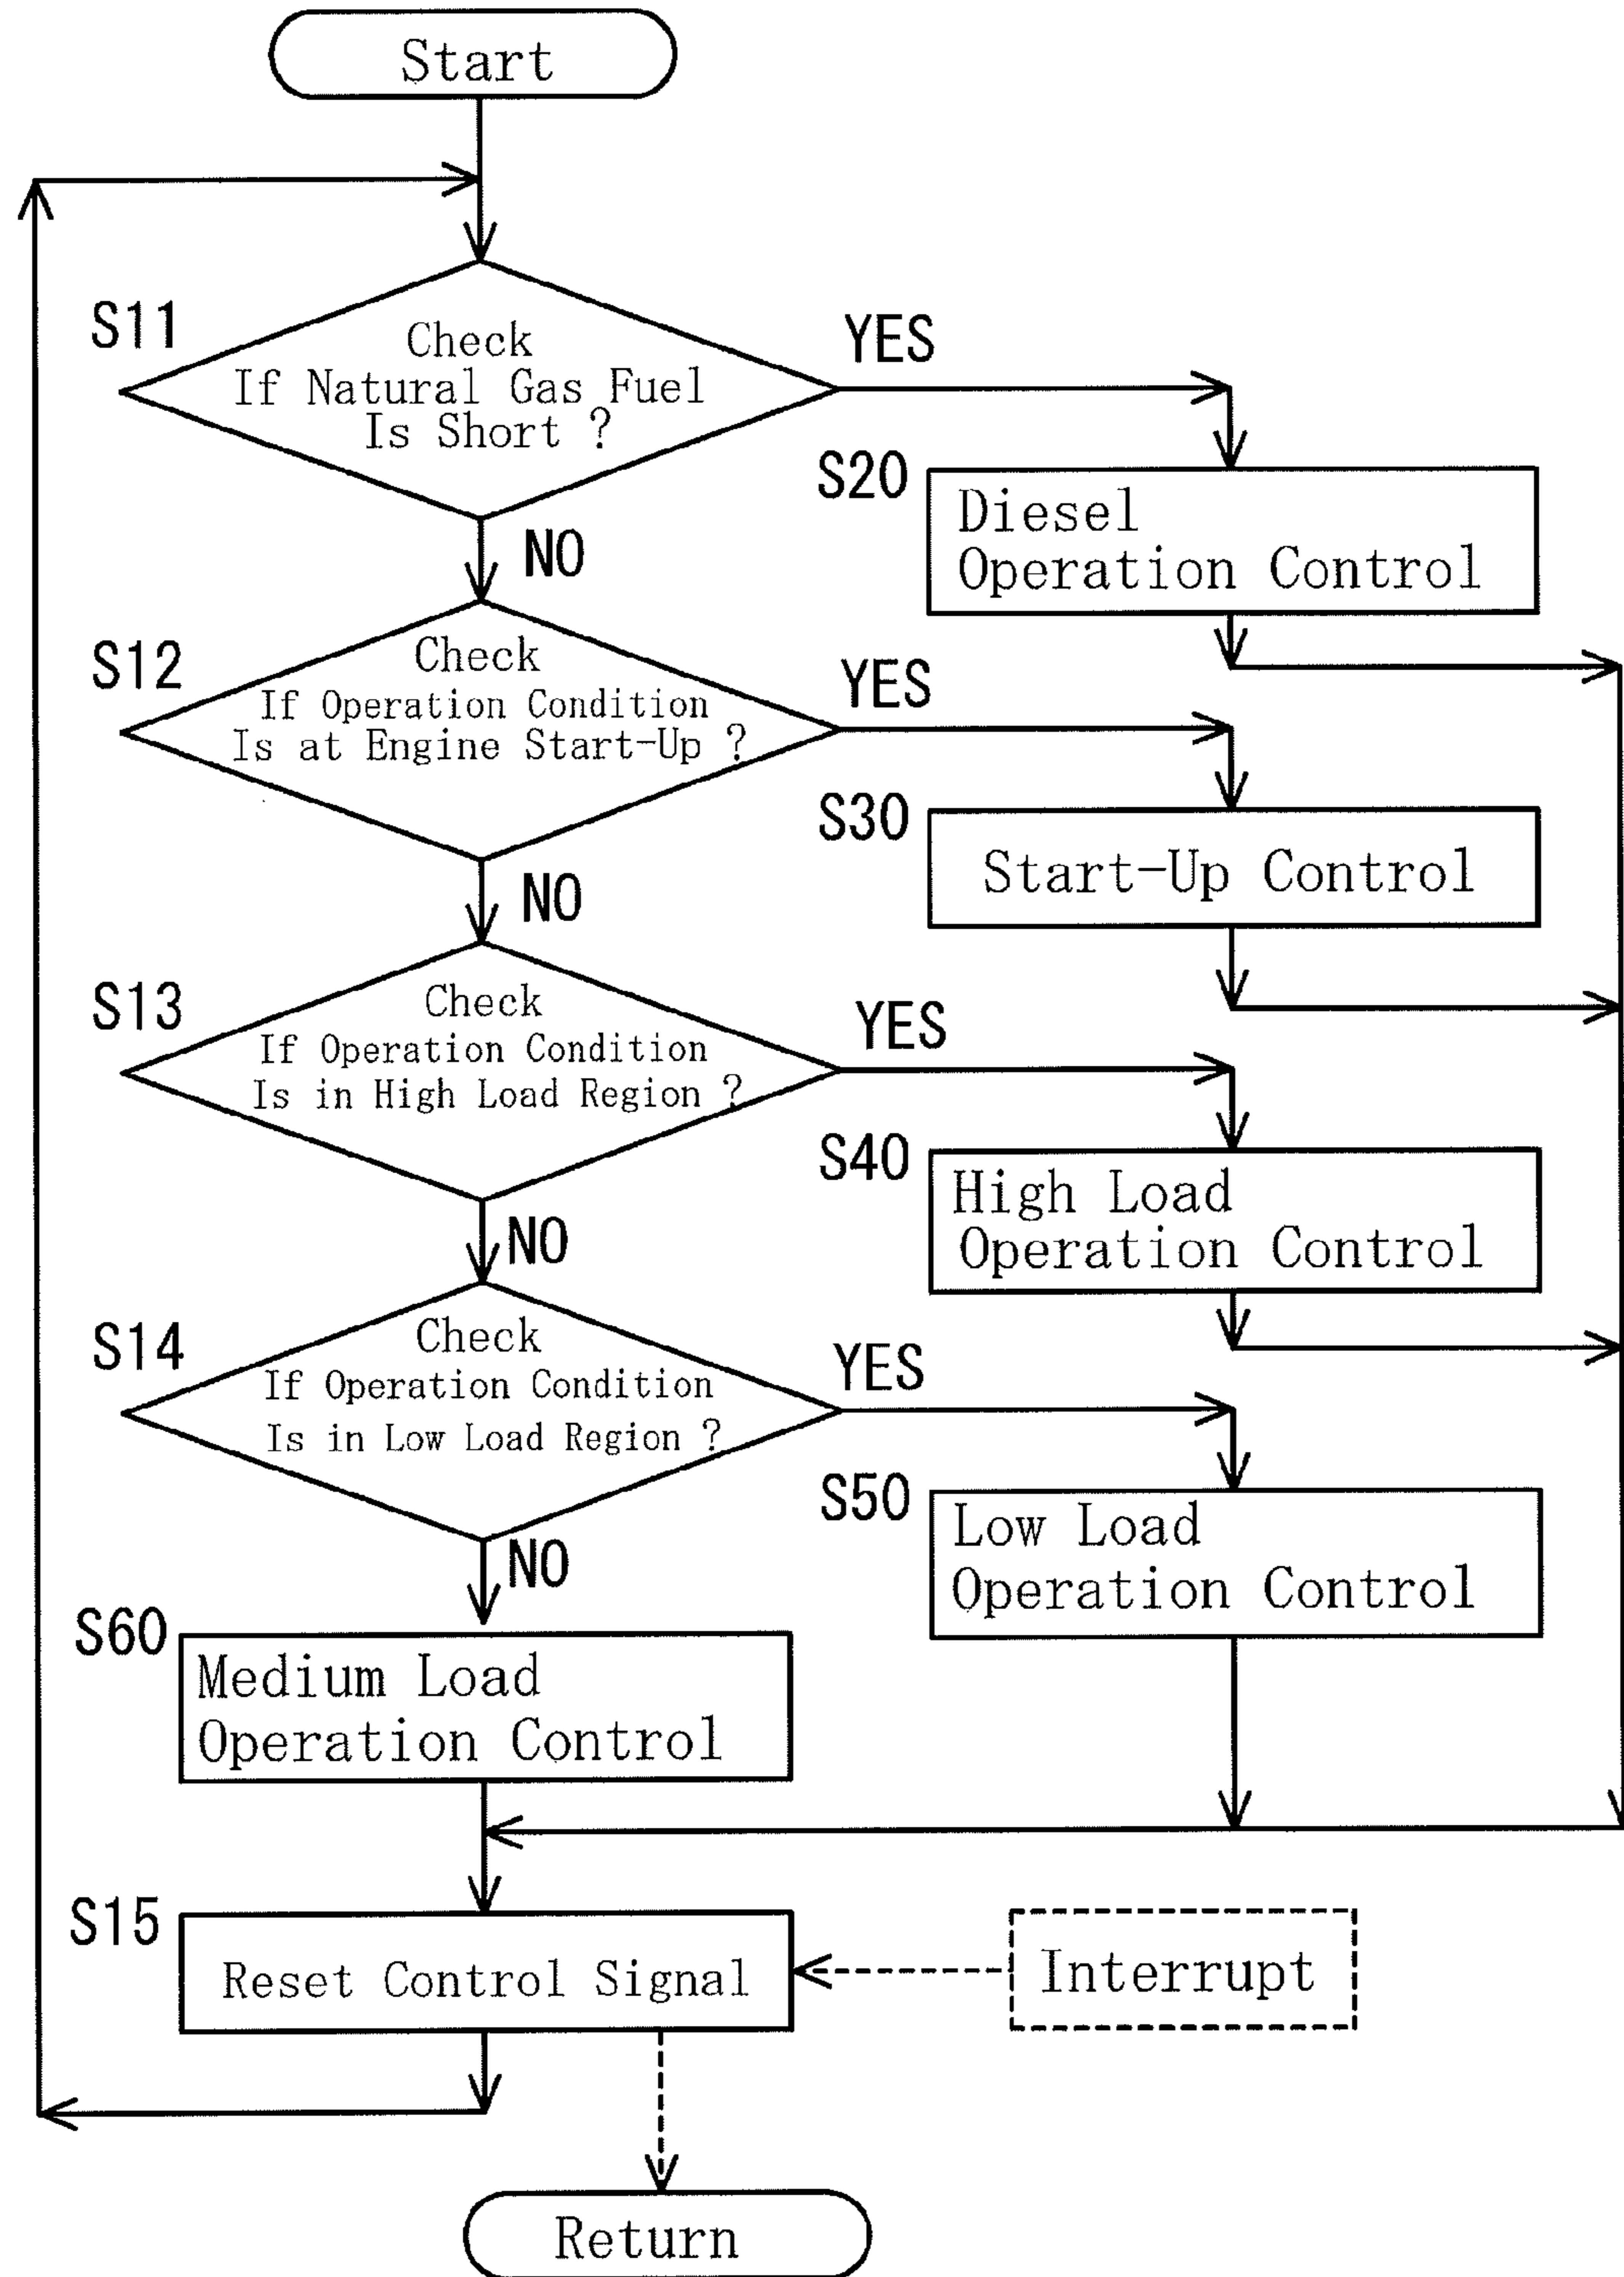 Start
S11
Check
If Natural Gas Fuel
Is Short ?
YES
NO
S20
Diesel
Operation Control
S12
Check
If Operation Condition
Is at Engine Start-Up ?
YES
NO
S30
Start-Up Control
S13
Check
If Operation Condition
Is in High Load Region ?
YES
NO
S40
High Load
Operation Control
S14
Check
If Operation Condition
Is in Low Load Region ?
YES
NO
S50
Low Load
Operation Control
S60
Medium Load
Operation Control
S15
Reset Control Signal
Interrupt
Return